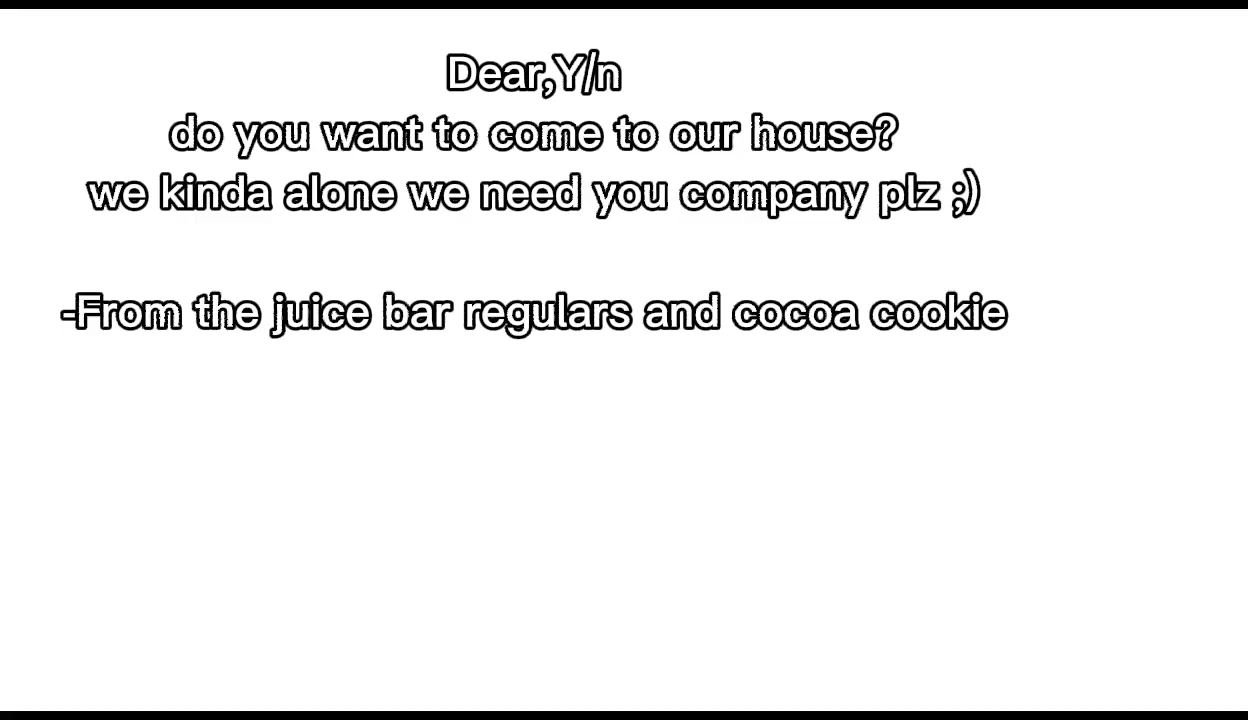 Dear,Y/n
do you want to come to our house?
we kinda alone we need you company plz ;)
-From the juice bar regulars and cocoa cookie